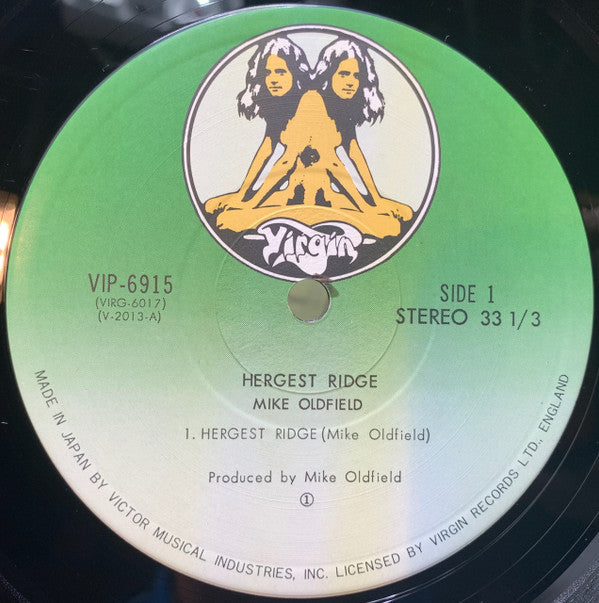 Virgin
VIP-6915
(VIRG-6017)
(V-2013-A)
SIDE 1
STEREO 33 1/3
HERGEST RIDGE
MIKE OLDFIELD
1. HERGEST RIDGE (Mike Oldfield)
Produced by Mike Oldfield
①
MADE IN JAPAN BY VICTOR MUSICAL INDUSTRIES, INC. LICENSED BY VIRGIN RECORDS LTD., ENGLAND